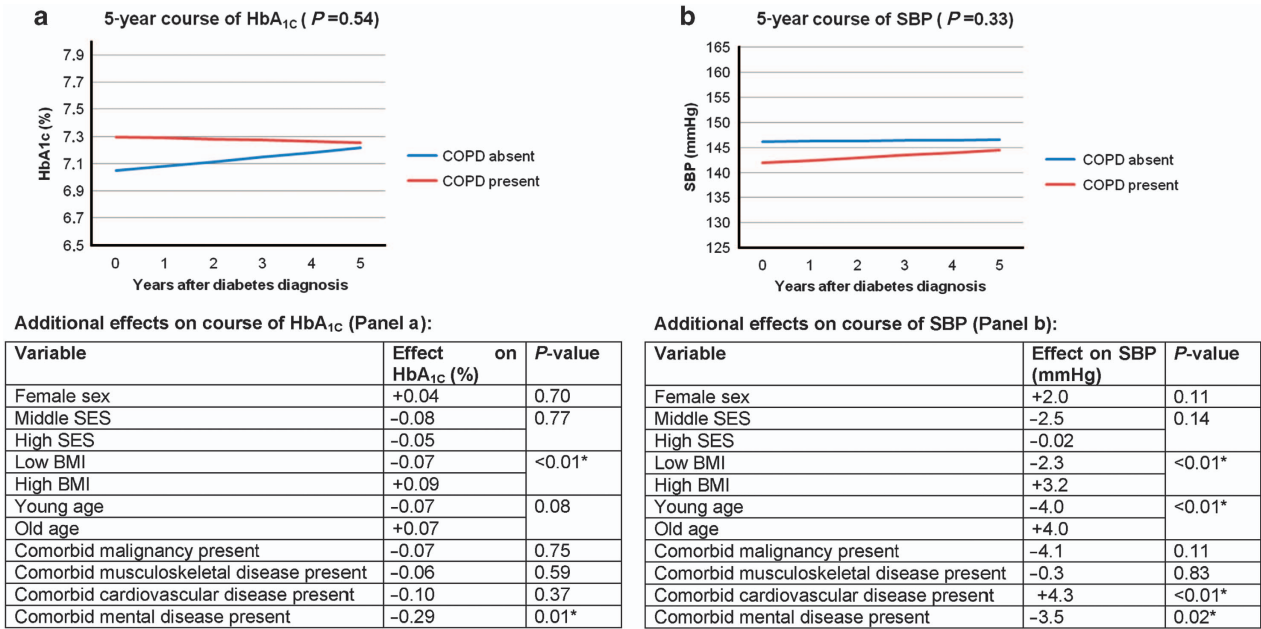 a 5-year course of HbA1C ( P =0.54)
7.9
7.7
7.5
7.3
7.1
6.9
6.7
6.5
HbA1c (%)
0 1 2 3 4 5
Years after diabetes diagnosis
COPD absent
COPD present
b 5-year course of SBP ( P =0.33)
165
160
155
150
145
140
135
130
125
SBP (mmHg)
0 1 2 3 4 5
Years after diabetes diagnosis
COPD absent
COPD present
Additional effects on course of HbA1C (Panel a):
Variable Effect on P-value
HbA1C (%)
Female sex +0.04 0.70
Middle SES –0.08 0.77
High SES –0.05
Low BMI –0.07 <0.01*
High BMI +0.09
Young age –0.07 0.08
Old age +0.07
Comorbid malignancy present –0.07 0.75
Comorbid musculoskeletal disease present –0.06 0.59
Comorbid cardiovascular disease present –0.10 0.37
Comorbid mental disease present –0.29 0.01*
Additional effects on course of SBP (Panel b):
Variable Effect on SBP P-value
(mmHg)
Female sex +2.0 0.11
Middle SES –2.5 0.14
High SES –0.02
Low BMI –2.3 <0.01*
High BMI +3.2
Young age –4.0 <0.01*
Old age +4.0
Comorbid malignancy present –4.1 0.11
Comorbid musculoskeletal disease present –0.3 0.83
Comorbid cardiovascular disease present +4.3 <0.01*
Comorbid mental disease present –3.5 0.02*